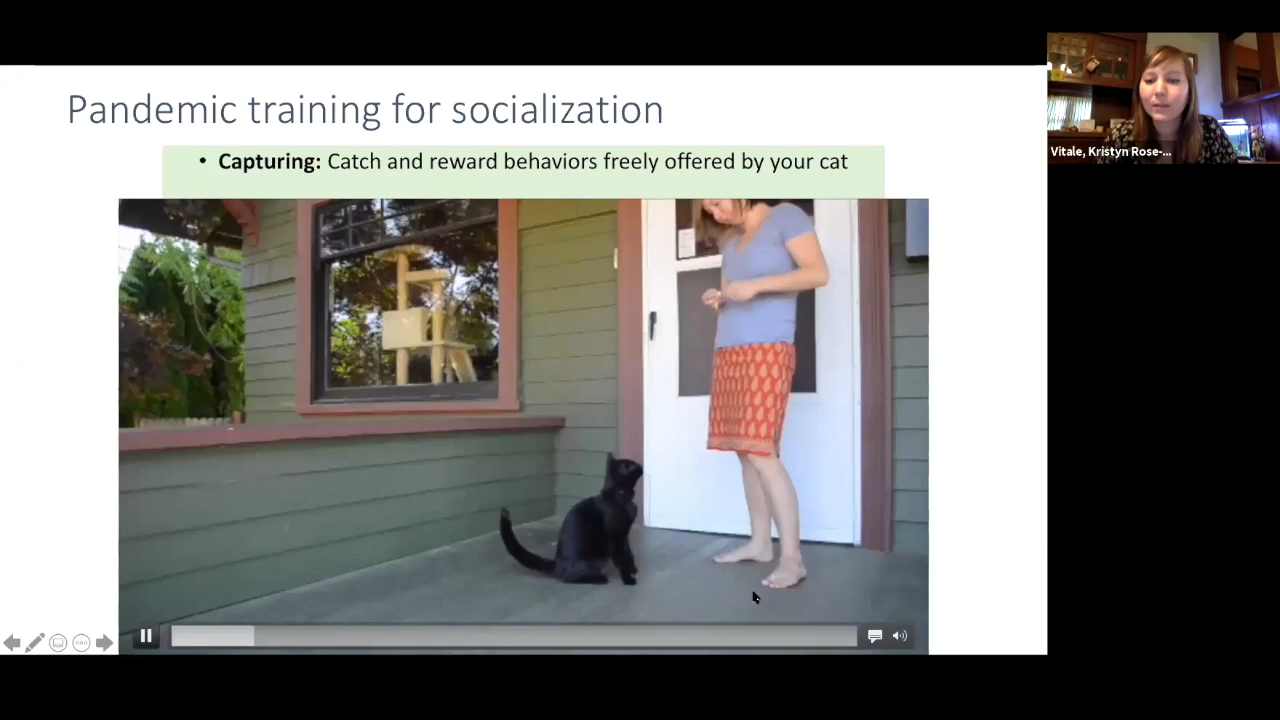 Pandemic training for socialization
• Capturing: Catch and reward behaviors freely offered by your cat
Vitale, Kristyn Rose-...